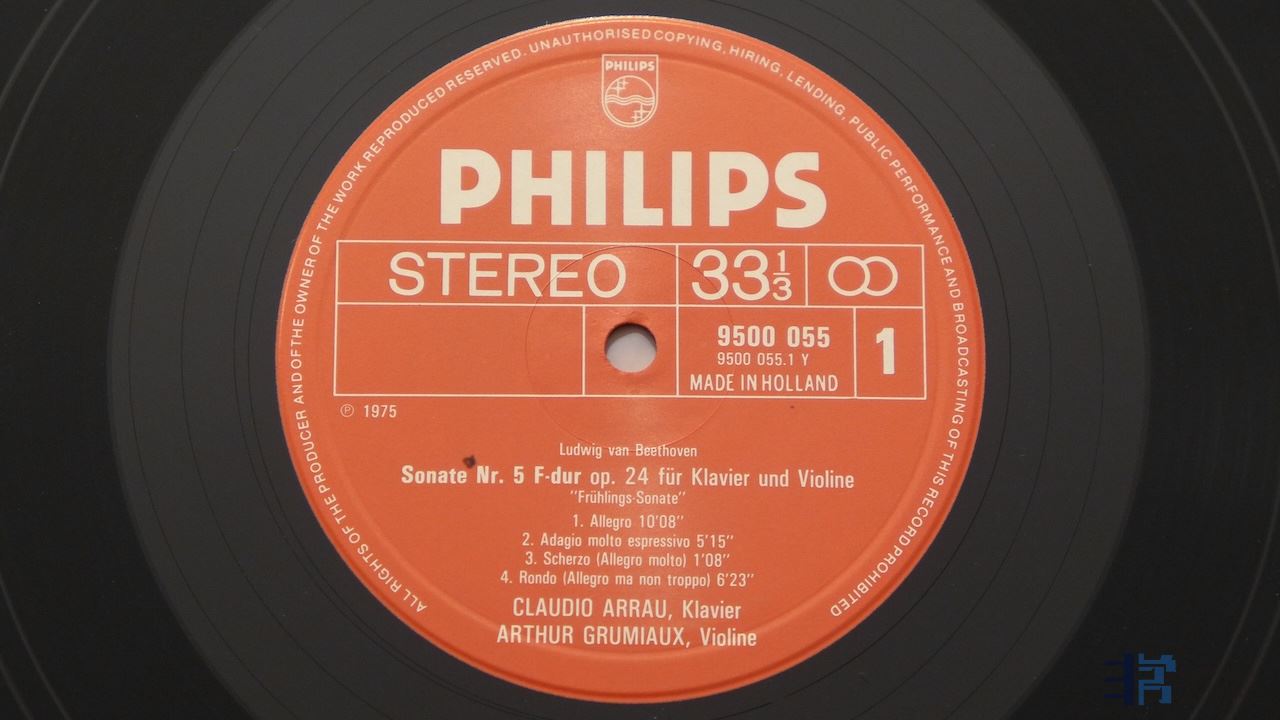 ALL RIGHTS OF THE PRODUCER AND OF THE OWNER OF THE WORK REPRODUCED RESERVED. UNAUTHORISED COPYING, HIRING, LENDING, PUBLIC PERFORMANCE AND BROADCASTING OF THIS RECORD PROHIBITED
PHILIPS
PHILIPS
STEREO 33 1/3
9500 055
9500 055.1 Y
MADE IN HOLLAND
1
℗ 1975
Ludwig van Beethoven
Sonate Nr. 5 F-dur op. 24 für Klavier und Violine
"Frühlings-Sonate"
1. Allegro 10'08"
2. Adagio molto espressivo 5'15"
3. Scherzo (Allegro molto) 1'08"
4. Rondo (Allegro ma non troppo) 6'23"
CLAUDIO ARRAU, Klavier
ARTHUR GRUMIAUX, Violine